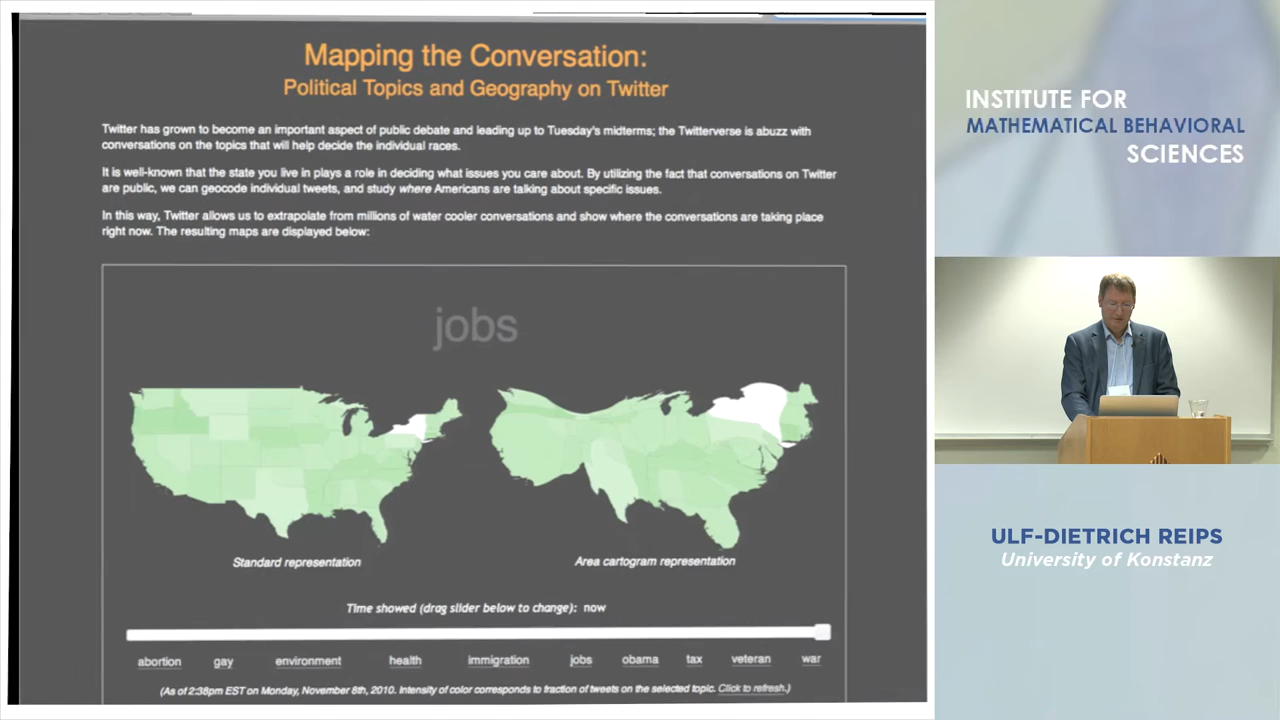 Mapping the Conversation:
Political Topics and Geography on Twitter
Twitter has grown to become an important aspect of public debate and leading up to Tuesday's midterms; the Twitterverse is abuzz with
conversations on the topics that will help decide the individual races.
It is well-known that the state you live in plays a role in deciding what issues you care about. By utilizing the fact that conversations on Twitter
are public, we can geocode individual tweets, and study where Americans are talking about specific issues.
In this way, Twitter allows us to extrapolate from millions of water cooler conversations and show where the conversations are taking place
right now. The resulting maps are displayed below:
jobs
Standard representation
Area cartogram representation
Time showed (drag slider below to change): now
abortion gay environment health immigration jobs obama tax veteran war
(As of 2:38pm EST on Monday, November 8th, 2010. Intensity of color corresponds to fraction of tweets on the selected topic. Click to refresh.)
INSTITUTE FOR
MATHEMATICAL BEHAVIORAL
SCIENCES
ULF-DIETRICH REIPS
University of Konstanz